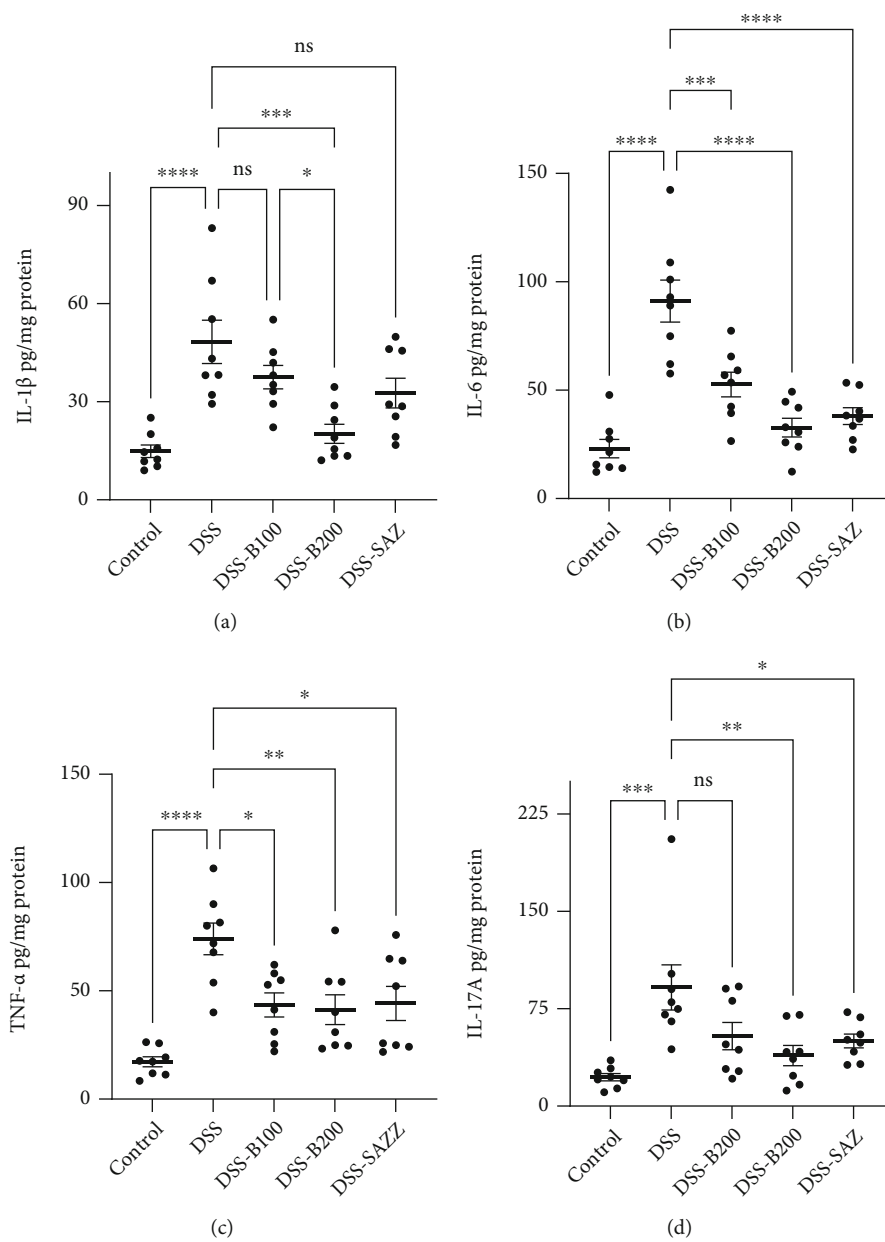 ns
***
****
ns
*
90
60
30
0
IL-1β pg/mg protein
Control
DSS
DSS-B100
DSS-B200
DSS-SAZ
(a)
****
***
****
****
150
100
50
0
IL-6 pg/mg protein
Control
DSS
DSS-B100
DSS-B200
DSS-SAZ
(b)
*
**
****
*
150
100
50
0
TNF-α pg/mg protein
Control
DSS
DSS-B100
DSS-B200
DSS-SAZZ
(c)
*
**
***
ns
225
150
75
0
IL-17A pg/mg protein
Control
DSS
DSS-B200
DSS-B200
DSS-SAZ
(d)